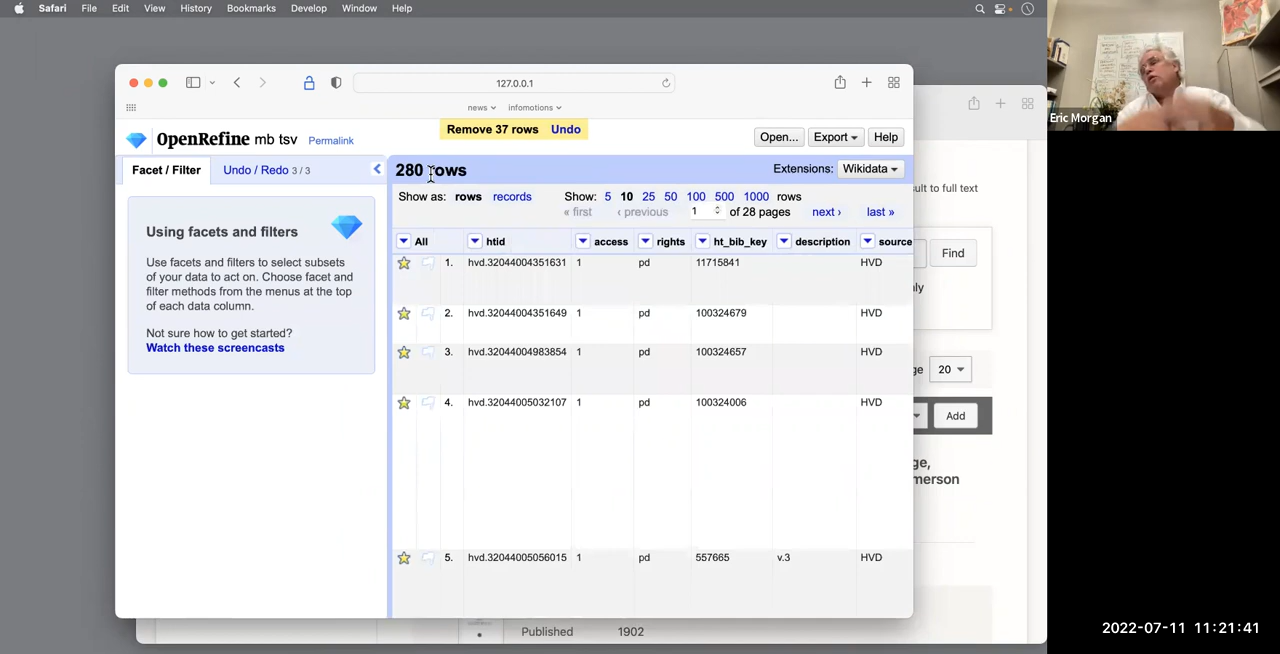 Safari File Edit View History Bookmarks Develop Window Help
127.0.0.1
news infomotions
OpenRefine mb tsv Permalink
Remove 37 rows Undo
Open... Export Help
Facet / Filter Undo / Redo 3 / 3
280 rows
Extensions: Wikidata
Show as: rows records Show: 5 10 25 50 100 500 1000 rows
« first ‹ previous 1 of 28 pages next › last »
Using facets and filters
Use facets and filters to select subsets
of your data to act on. Choose facet and
filter methods from the menus at the top
of each data column.
Not sure how to get started?
Watch these screencasts
All htid access rights ht_bib_key description source
1. hvd.32044004351631 1 pd 11715841 HVD
2. hvd.32044004351649 1 pd 100324679 HVD
3. hvd.32044004983854 1 pd 100324657 HVD
4. hvd.32044005032107 1 pd 100324006 HVD
5. hvd.32044005056015 1 pd 557665 v.3 HVD
ult to full text
Find
ly
ge 20
Add
ge,
merson
Published 1902
Eric Morgan
2022-07-11 11:21:41